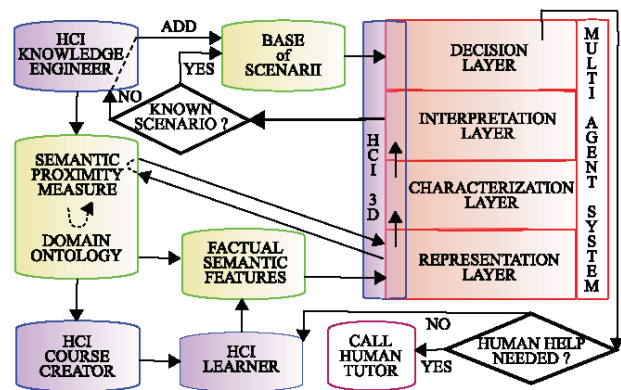 HCI
KNOWLEDGE
ENGINEER
ADD
YES
NO
BASE
of
SCENARII
KNOWN
SCENARIO ?
DECISION
LAYER
INTERPRETATION
LAYER
CHARACTERIZATION
LAYER
REPRESENTATION
LAYER
HCI 3D
MULTI AGENT SYSTEM
SEMANTIC
PROXIMITY
MEASURE
DOMAIN
ONTOLOGY
FACTUAL
SEMANTIC
FEATURES
HCI
COURSE
CREATOR
HCI
LEARNER
CALL
HUMAN
TUTOR
NO
YES
HUMAN HELP
NEEDED ?